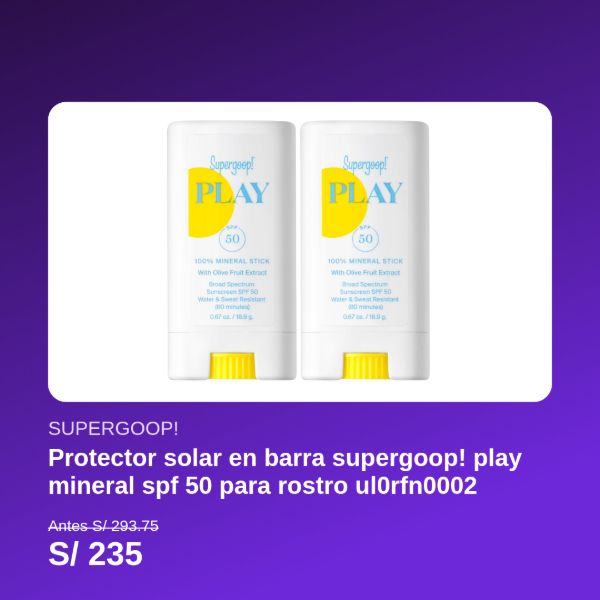 Supergoop!
PLAY
SPF
50
100% MINERAL STICK
With Olive Fruit Extract
Broad Spectrum
Sunscreen SPF 50
Water & Sweat Resistant
(80 minutes)
0.67 oz. / 18.9 g.
Supergoop!
PLAY
SPF
50
100% MINERAL STICK
With Olive Fruit Extract
Broad Spectrum
Sunscreen SPF 50
Water & Sweat Resistant
(80 minutes)
0.67 oz. / 18.9 g.
SUPERGOOP!
Protector solar en barra supergoop! play
mineral spf 50 para rostro ul0rfn0002
Antes S/ 293.75
S/ 235